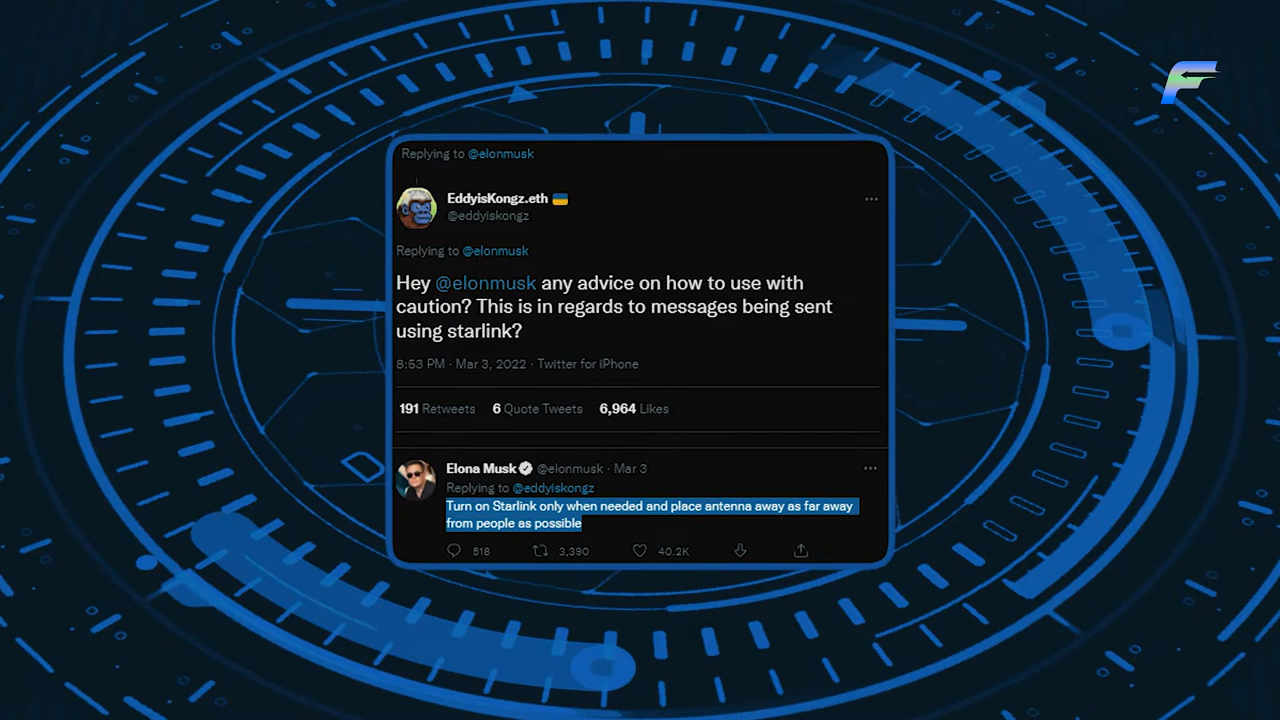 Replying to @elonmusk
EddyisKongz.eth
@eddyiskongz
Replying to @elonmusk
Hey @elonmusk any advice on how to use with
caution? This is in regards to messages being sent
using starlink?
8:53 PM · Mar 3, 2022 · Twitter for iPhone
191 Retweets 6 Quote Tweets 6,964 Likes
Elona Musk @elonmusk · Mar 3
Replying to @eddyiskongz
Turn on Starlink only when needed and place antenna away as far away
from people as possible
518 3,390 40.2K